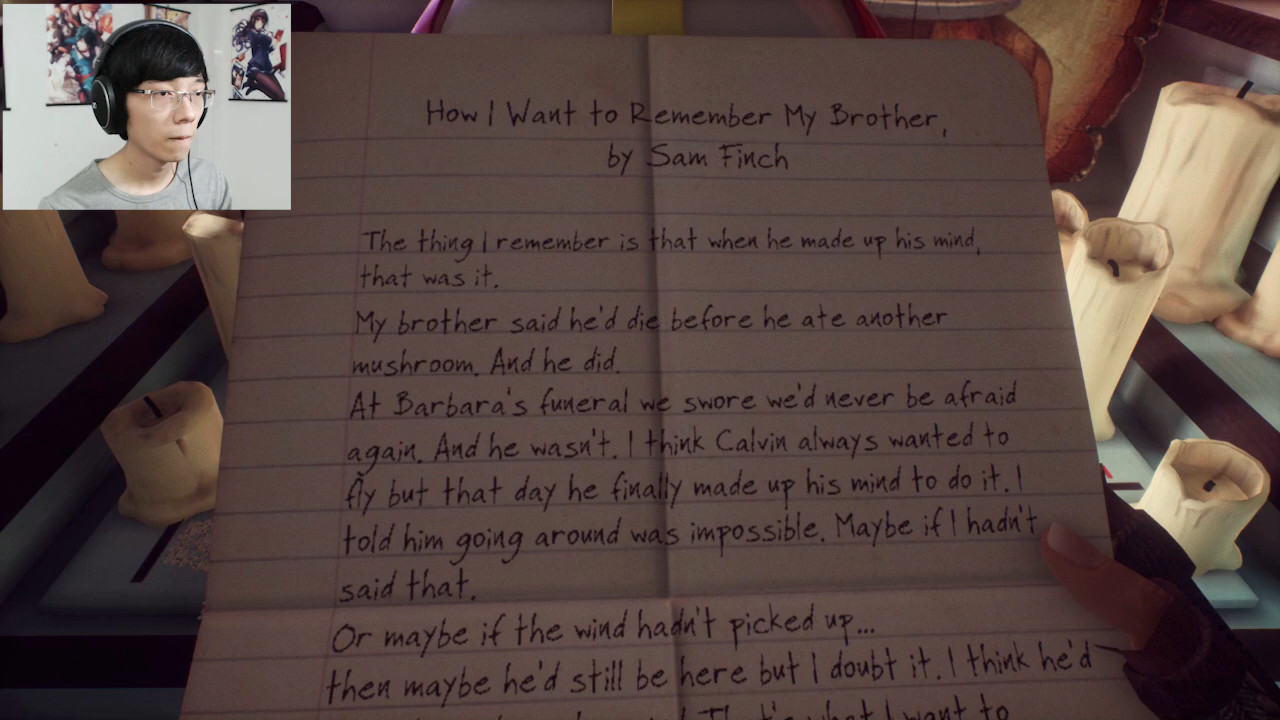 How I Want to Remember My Brother,
by Sam Finch
The thing I remember is that when he made up his mind,
that was it.
My brother said he'd die before he ate another
mushroom. And he did.
At Barbara's funeral we swore we'd never be afraid
again. And he wasn't. I think Calvin always wanted to
fly but that day he finally made up his mind to do it. I
told him going around was impossible. Maybe if I hadn't
said that.
Or maybe if the wind hadn't picked up...
then maybe he'd still be here but I doubt it. I think he'd
That's what I want to